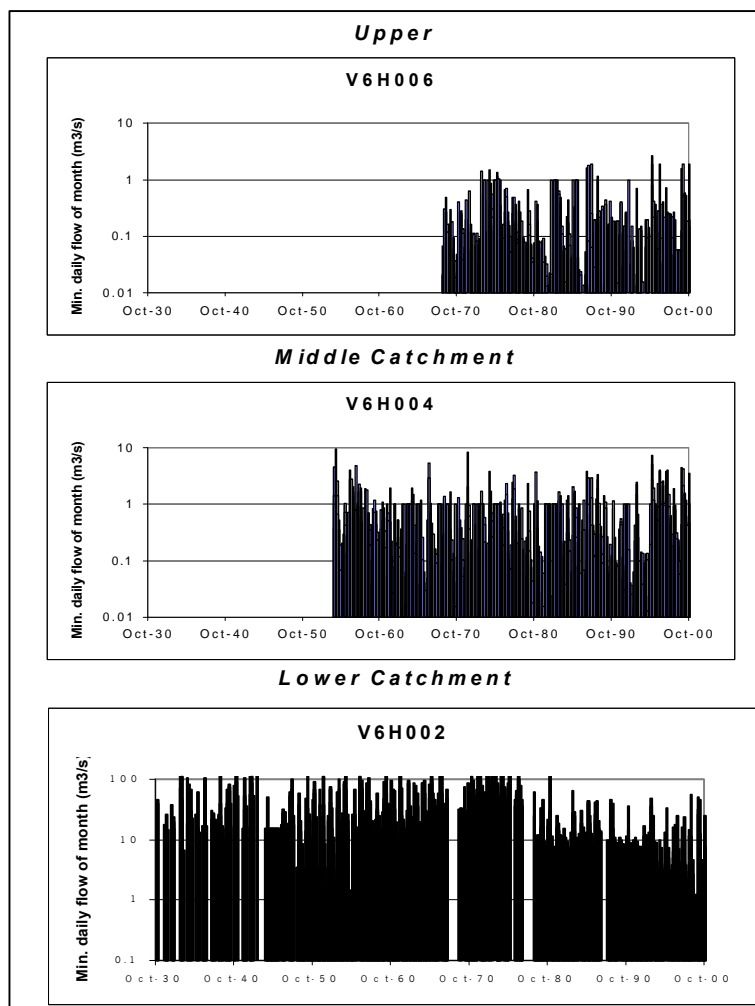 Upper
V6H006
Min. daily flow of month (m3/s)
10
1
0.1
0.01
Oct-30 Oct-40 Oct-50 Oct-60 Oct-70 Oct-80 Oct-90 Oct-00
Middle Catchment
V6H004
Min. daily flow of month (m3/s)
10
1
0.1
0.01
Oct-30 Oct-40 Oct-50 Oct-60 Oct-70 Oct-80 Oct-90 Oct-00
Lower Catchment
V6H002
Min. daily flow of month (m3/s)
100
10
1
0.1
Oct-30 Oct-40 Oct-50 Oct-60 Oct-70 Oct-80 Oct-90 Oct-00